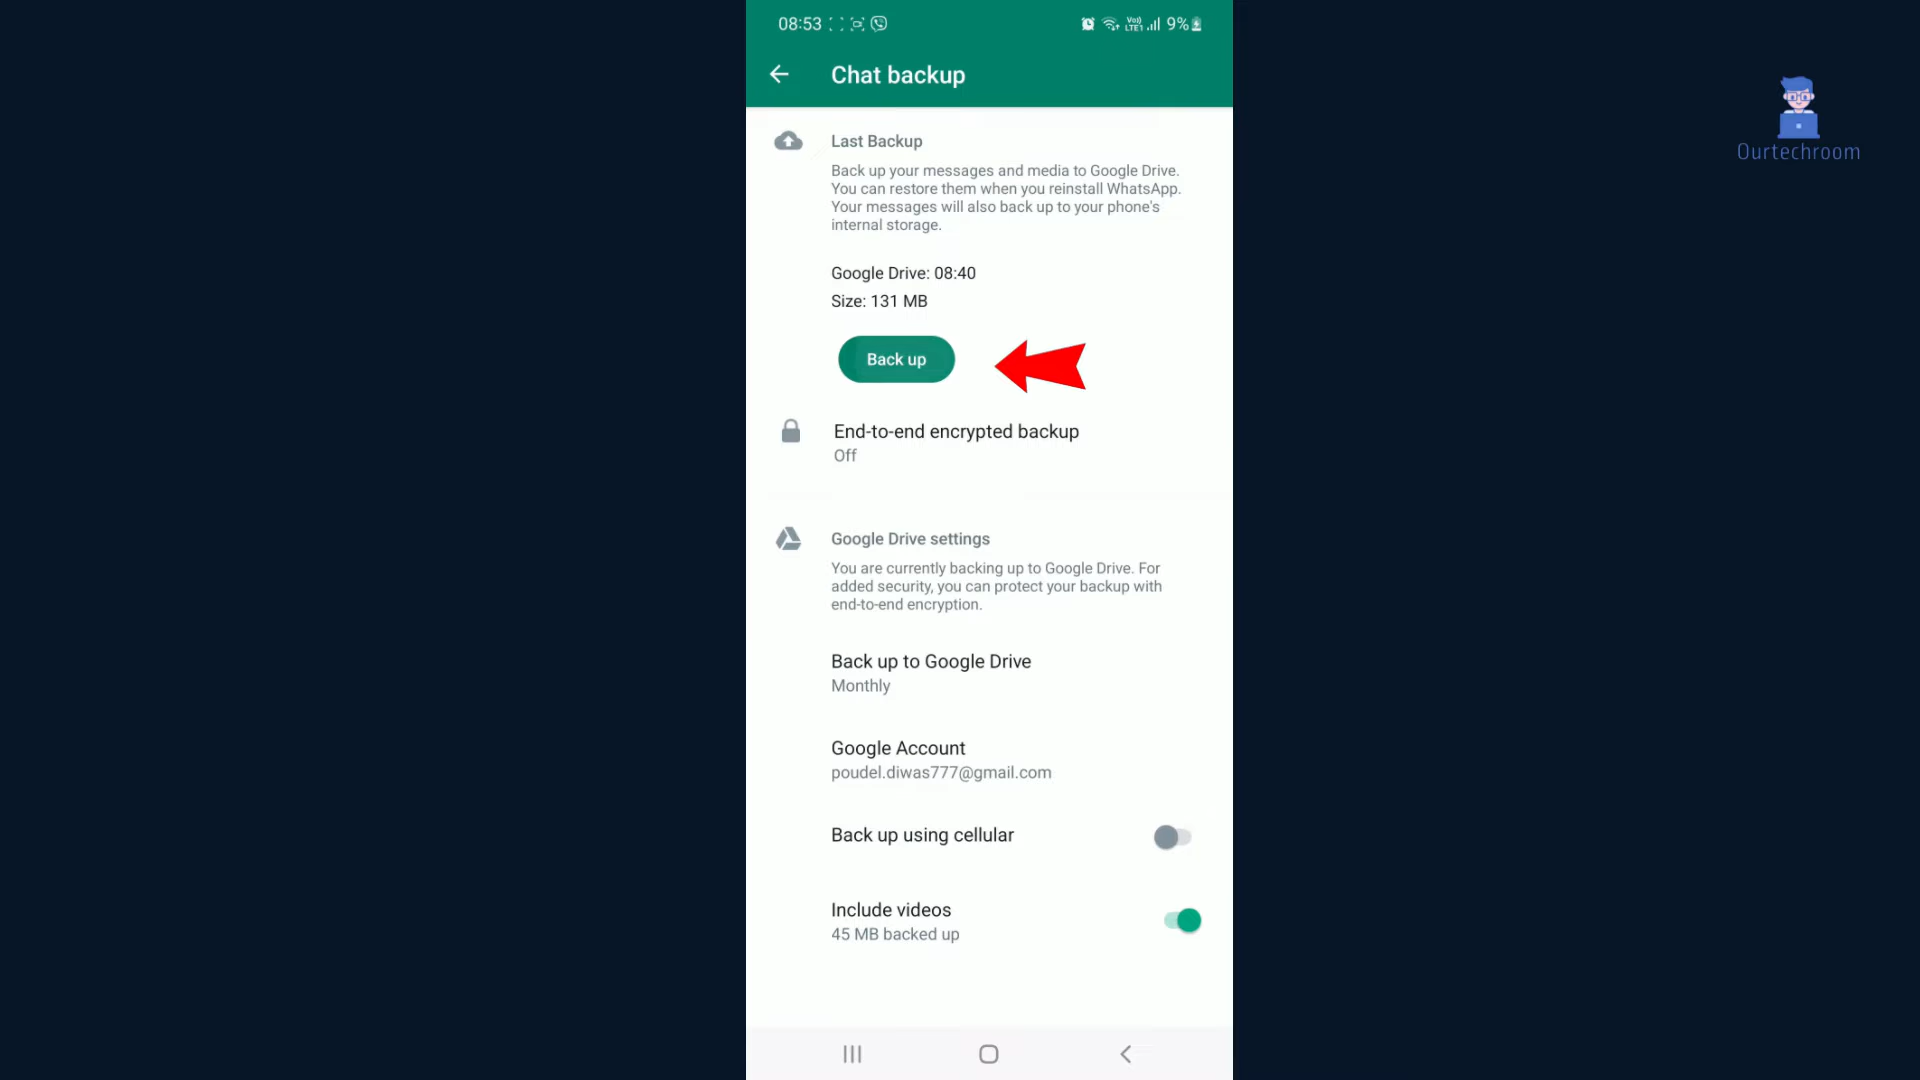 08:53
Vo))
LTE1
9%
Chat backup
Ourtechroom
Last Backup
Back up your messages and media to Google Drive.
You can restore them when you reinstall WhatsApp.
Your messages will also back up to your phone's
internal storage.
Google Drive: 08:40
Size: 131 MB
Back up
End-to-end encrypted backup
Off
Google Drive settings
You are currently backing up to Google Drive. For
added security, you can protect your backup with
end-to-end encryption.
Back up to Google Drive
Monthly
Google Account
poudel.diwas777@gmail.com
Back up using cellular
Include videos
45 MB backed up